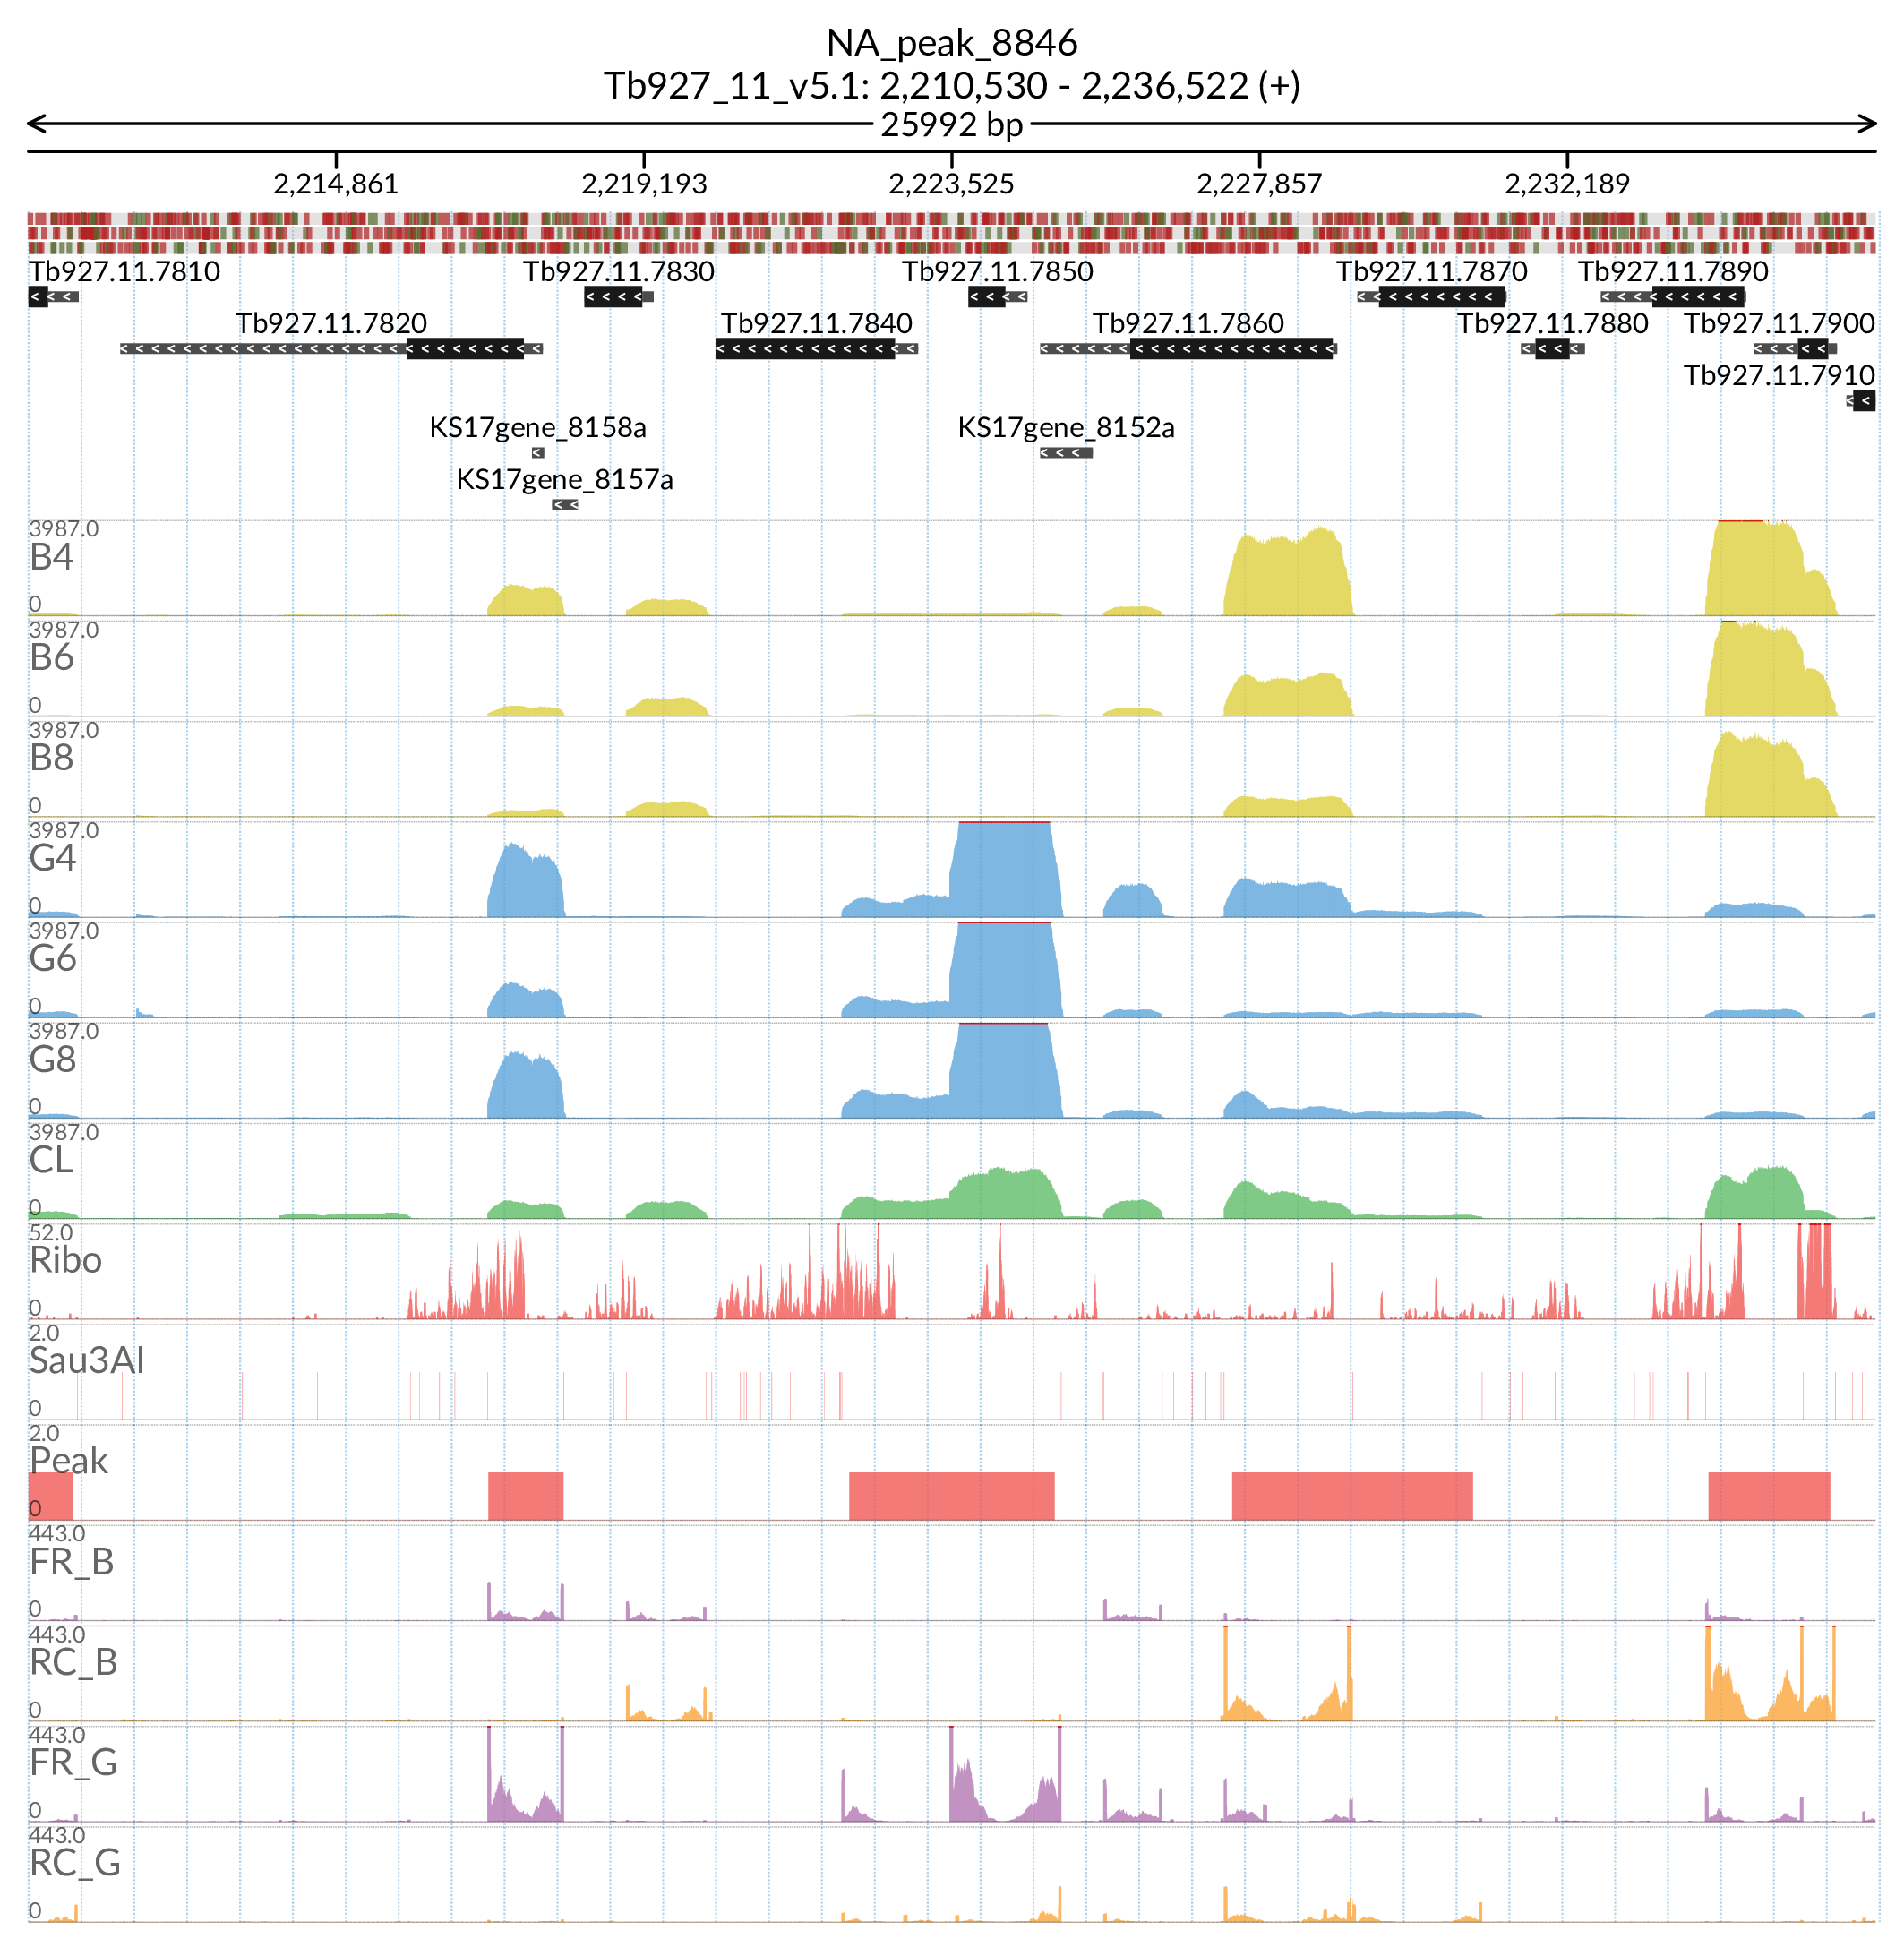 NA_peak_8846
Tb927_11_v5.1: 2,210,530 - 2,236,522 (+)
25992 bp
2,214,861 2,219,193 2,223,525 2,227,857 2,232,189
Tb927.11.7810 Tb927.11.7830 Tb927.11.7850 Tb927.11.7870 Tb927.11.7890
Tb927.11.7820 Tb927.11.7840 Tb927.11.7860 Tb927.11.7880 Tb927.11.7900
Tb927.11.7910
KS17gene_8158a KS17gene_8152a
KS17gene_8157a
3987.0
B4
0
3987.0
B6
0
3987.0
B8
0
3987.0
G4
0
3987.0
G6
0
3987.0
G8
0
3987.0
CL
0
52.0
Ribo
0
2.0
Sau3AI
0
2.0
Peak
0
443.0
FR_B
0
443.0
RC_B
0
443.0
FR_G
0
443.0
RC_G
0